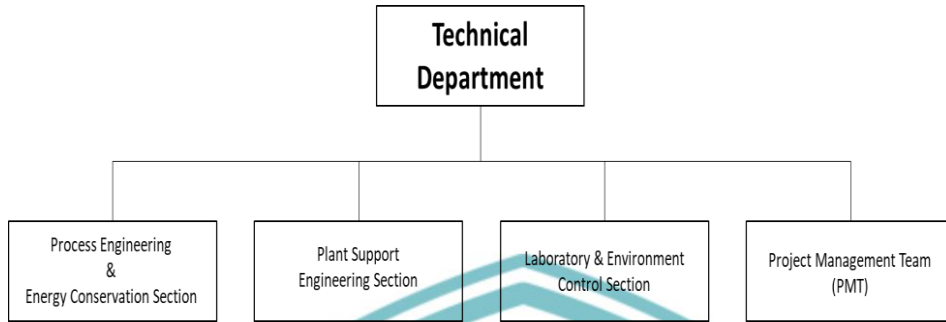 Technical
Department
Process Engineering
&
Energy Conservation Section
Plant Support
Engineering Section
Laboratory & Environment
Control Section
Project Management Team
(PMT)